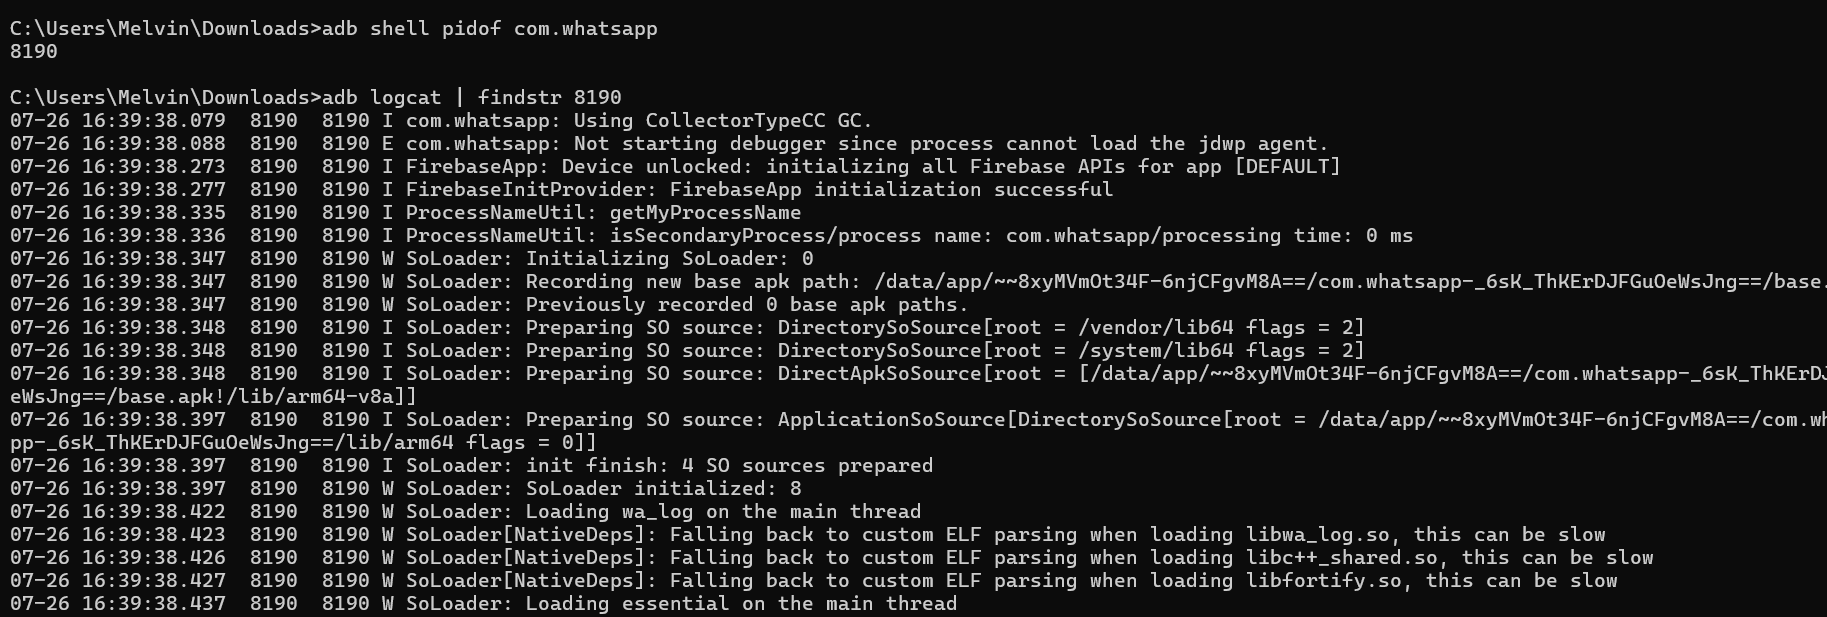 C:\Users\Melvin\Downloads>adb shell pidof com.whatsapp
8190
C:\Users\Melvin\Downloads>adb logcat | findstr 8190
07-26 16:39:38.079  8190  8190 I com.whatsapp: Using CollectorTypeCC GC.
07-26 16:39:38.088  8190  8190 E com.whatsapp: Not starting debugger since process cannot load the jdwp agent.
07-26 16:39:38.273  8190  8190 I FirebaseApp: Device unlocked: initializing all Firebase APIs for app [DEFAULT]
07-26 16:39:38.277  8190  8190 I FirebaseInitProvider: FirebaseApp initialization successful
07-26 16:39:38.335  8190  8190 I ProcessNameUtil: getMyProcessName
07-26 16:39:38.336  8190  8190 I ProcessNameUtil: isSecondaryProcess/process name: com.whatsapp/processing time: 0 ms
07-26 16:39:38.347  8190  8190 W SoLoader: Initializing SoLoader: 0
07-26 16:39:38.347  8190  8190 W SoLoader: Recording new base apk path: /data/app/~~8xyMVmOt34F-6njCFgvM8A==/com.whatsapp-_6sK_ThKErDJFGuOeWsJng==/base.
07-26 16:39:38.347  8190  8190 W SoLoader: Previously recorded 0 base apk paths.
07-26 16:39:38.348  8190  8190 I SoLoader: Preparing SO source: DirectorySoSource[root = /vendor/lib64 flags = 2]
07-26 16:39:38.348  8190  8190 I SoLoader: Preparing SO source: DirectorySoSource[root = /system/lib64 flags = 2]
07-26 16:39:38.348  8190  8190 I SoLoader: Preparing SO source: DirectApkSoSource[root = [/data/app/~~8xyMVmOt34F-6njCFgvM8A==/com.whatsapp-_6sK_ThKErDJ
eWsJng==/base.apk!/lib/arm64-v8a]]
07-26 16:39:38.397  8190  8190 I SoLoader: Preparing SO source: ApplicationSoSource[DirectorySoSource[root = /data/app/~~8xyMVmOt34F-6njCFgvM8A==/com.wh
pp-_6sK_ThKErDJFGuOeWsJng==/lib/arm64 flags = 0]]
07-26 16:39:38.397  8190  8190 I SoLoader: init finish: 4 SO sources prepared
07-26 16:39:38.397  8190  8190 W SoLoader: SoLoader initialized: 8
07-26 16:39:38.422  8190  8190 W SoLoader: Loading wa_log on the main thread
07-26 16:39:38.423  8190  8190 W SoLoader[NativeDeps]: Falling back to custom ELF parsing when loading libwa_log.so, this can be slow
07-26 16:39:38.426  8190  8190 W SoLoader[NativeDeps]: Falling back to custom ELF parsing when loading libc++_shared.so, this can be slow
07-26 16:39:38.427  8190  8190 W SoLoader[NativeDeps]: Falling back to custom ELF parsing when loading libfortify.so, this can be slow
07-26 16:39:38.437  8190  8190 W SoLoader: Loading essential on the main thread